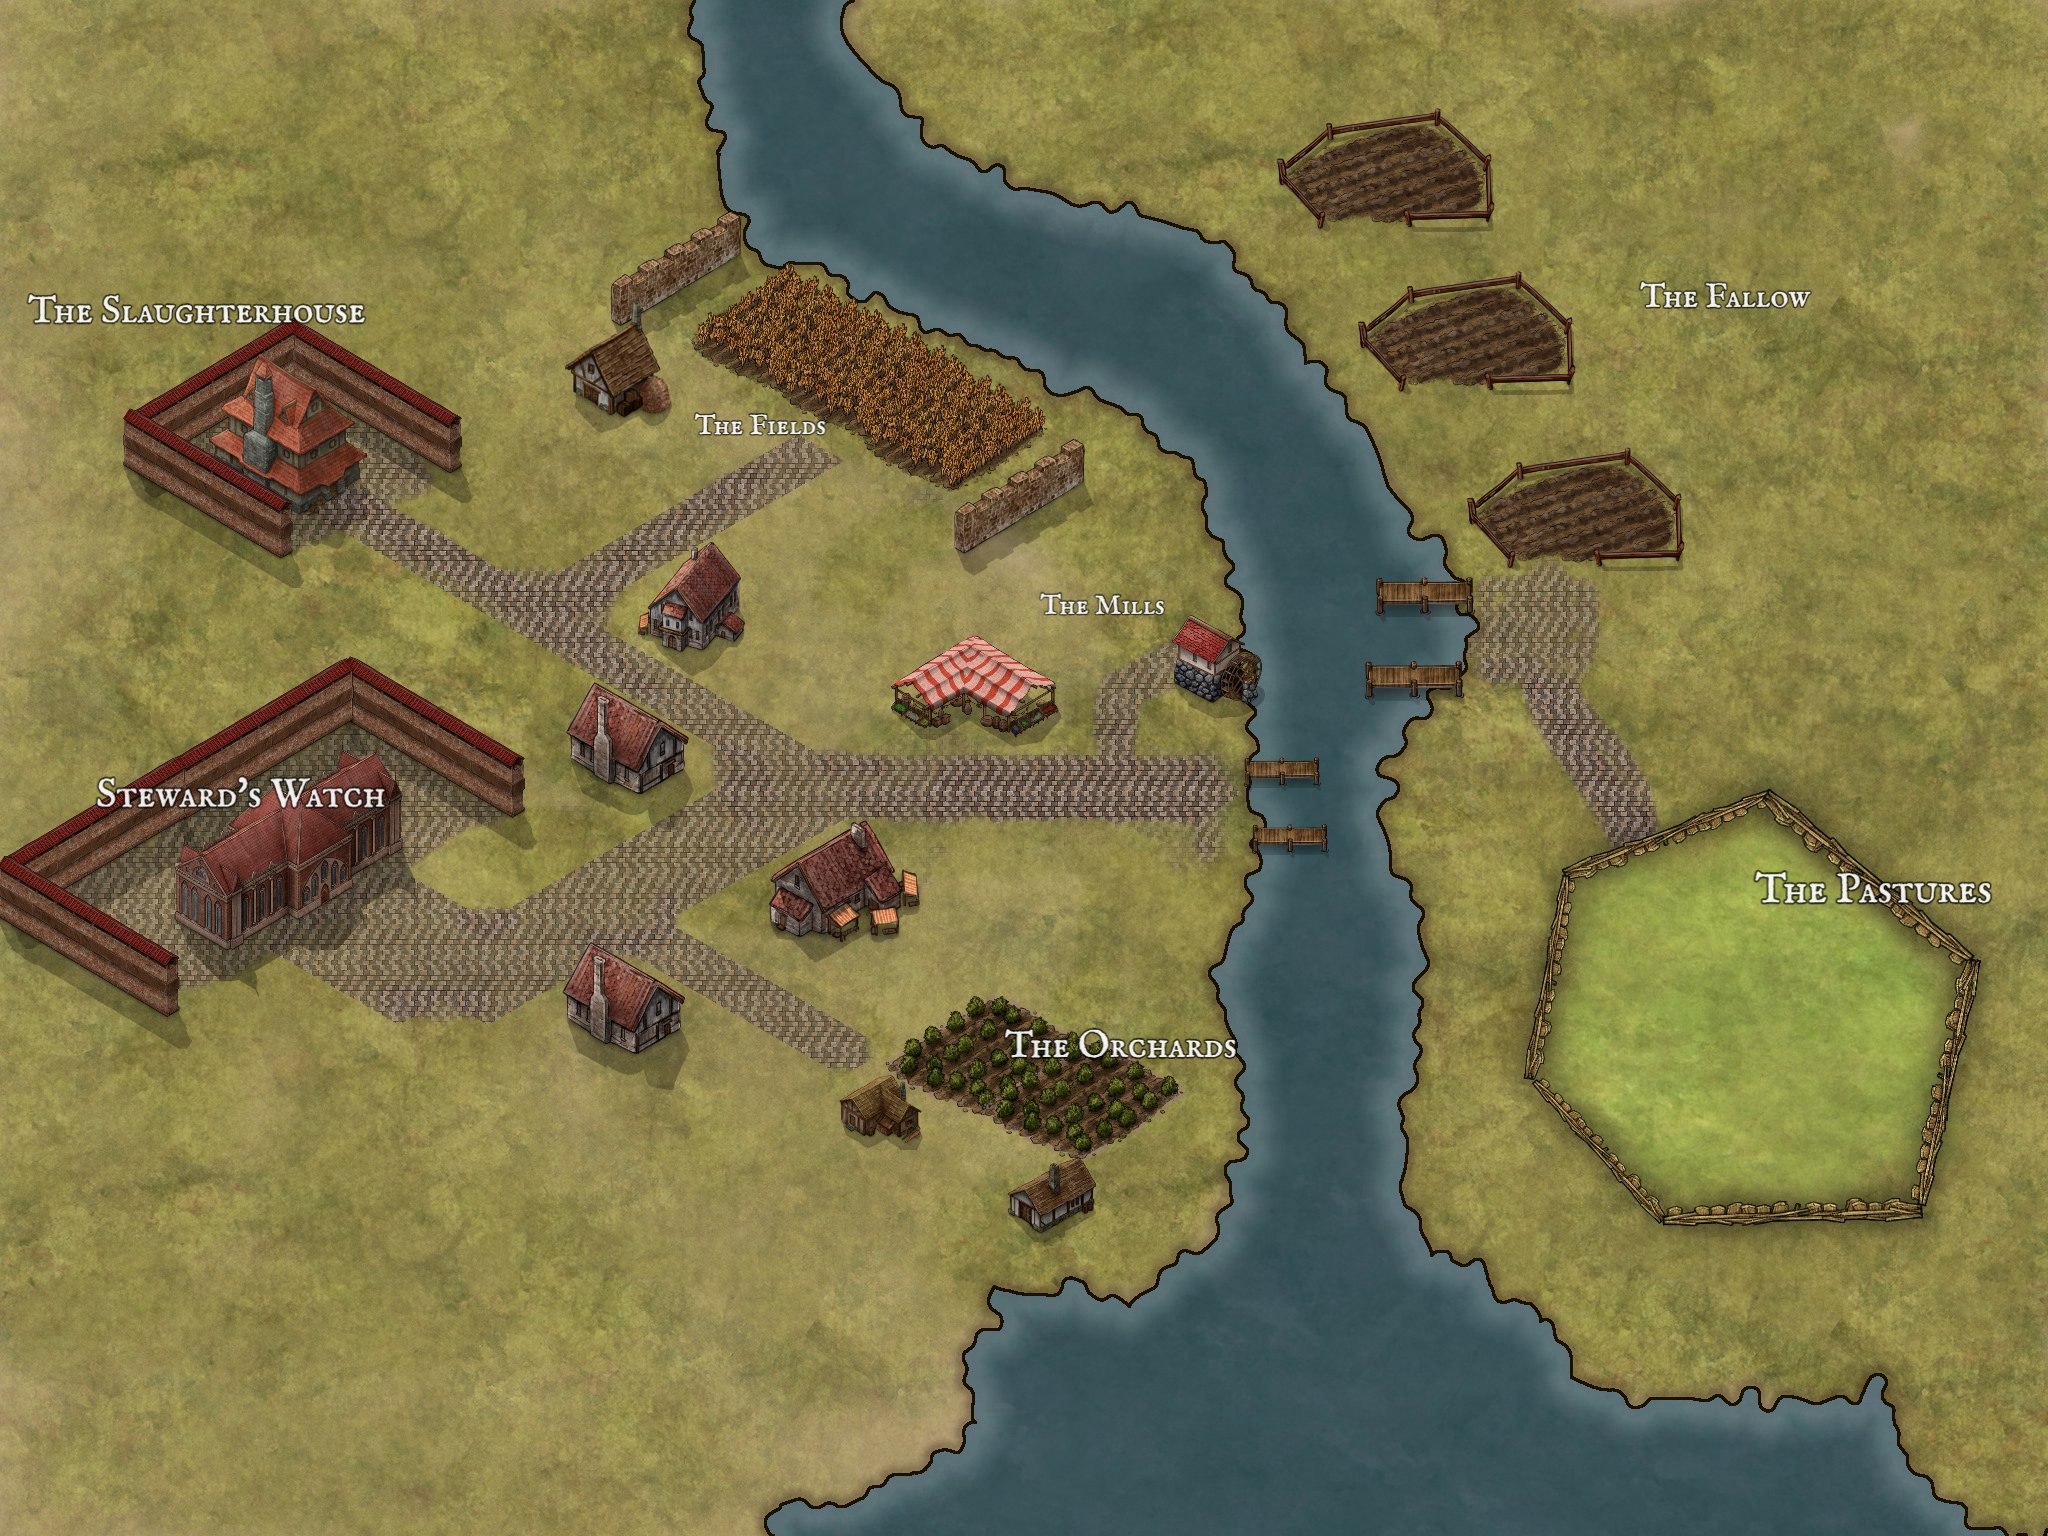 The Slaughterhouse
The Fallow
The Fields
The Mills
Steward's Watch
The Pastures
The Orchards